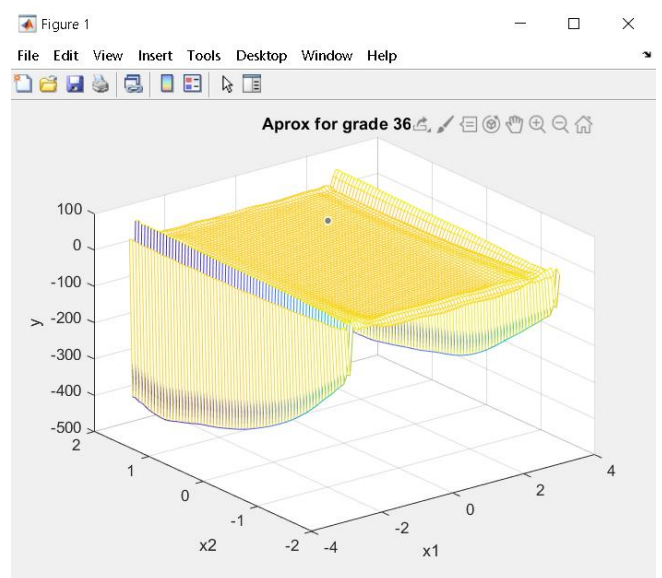 Figure 1
File Edit View Insert Tools Desktop Window Help
Aprox for grade 36
100
0
-100
-200
-300
-400
-500
y
2
1
0
-1
-2
x2
-4
-2
0
2
4
x1